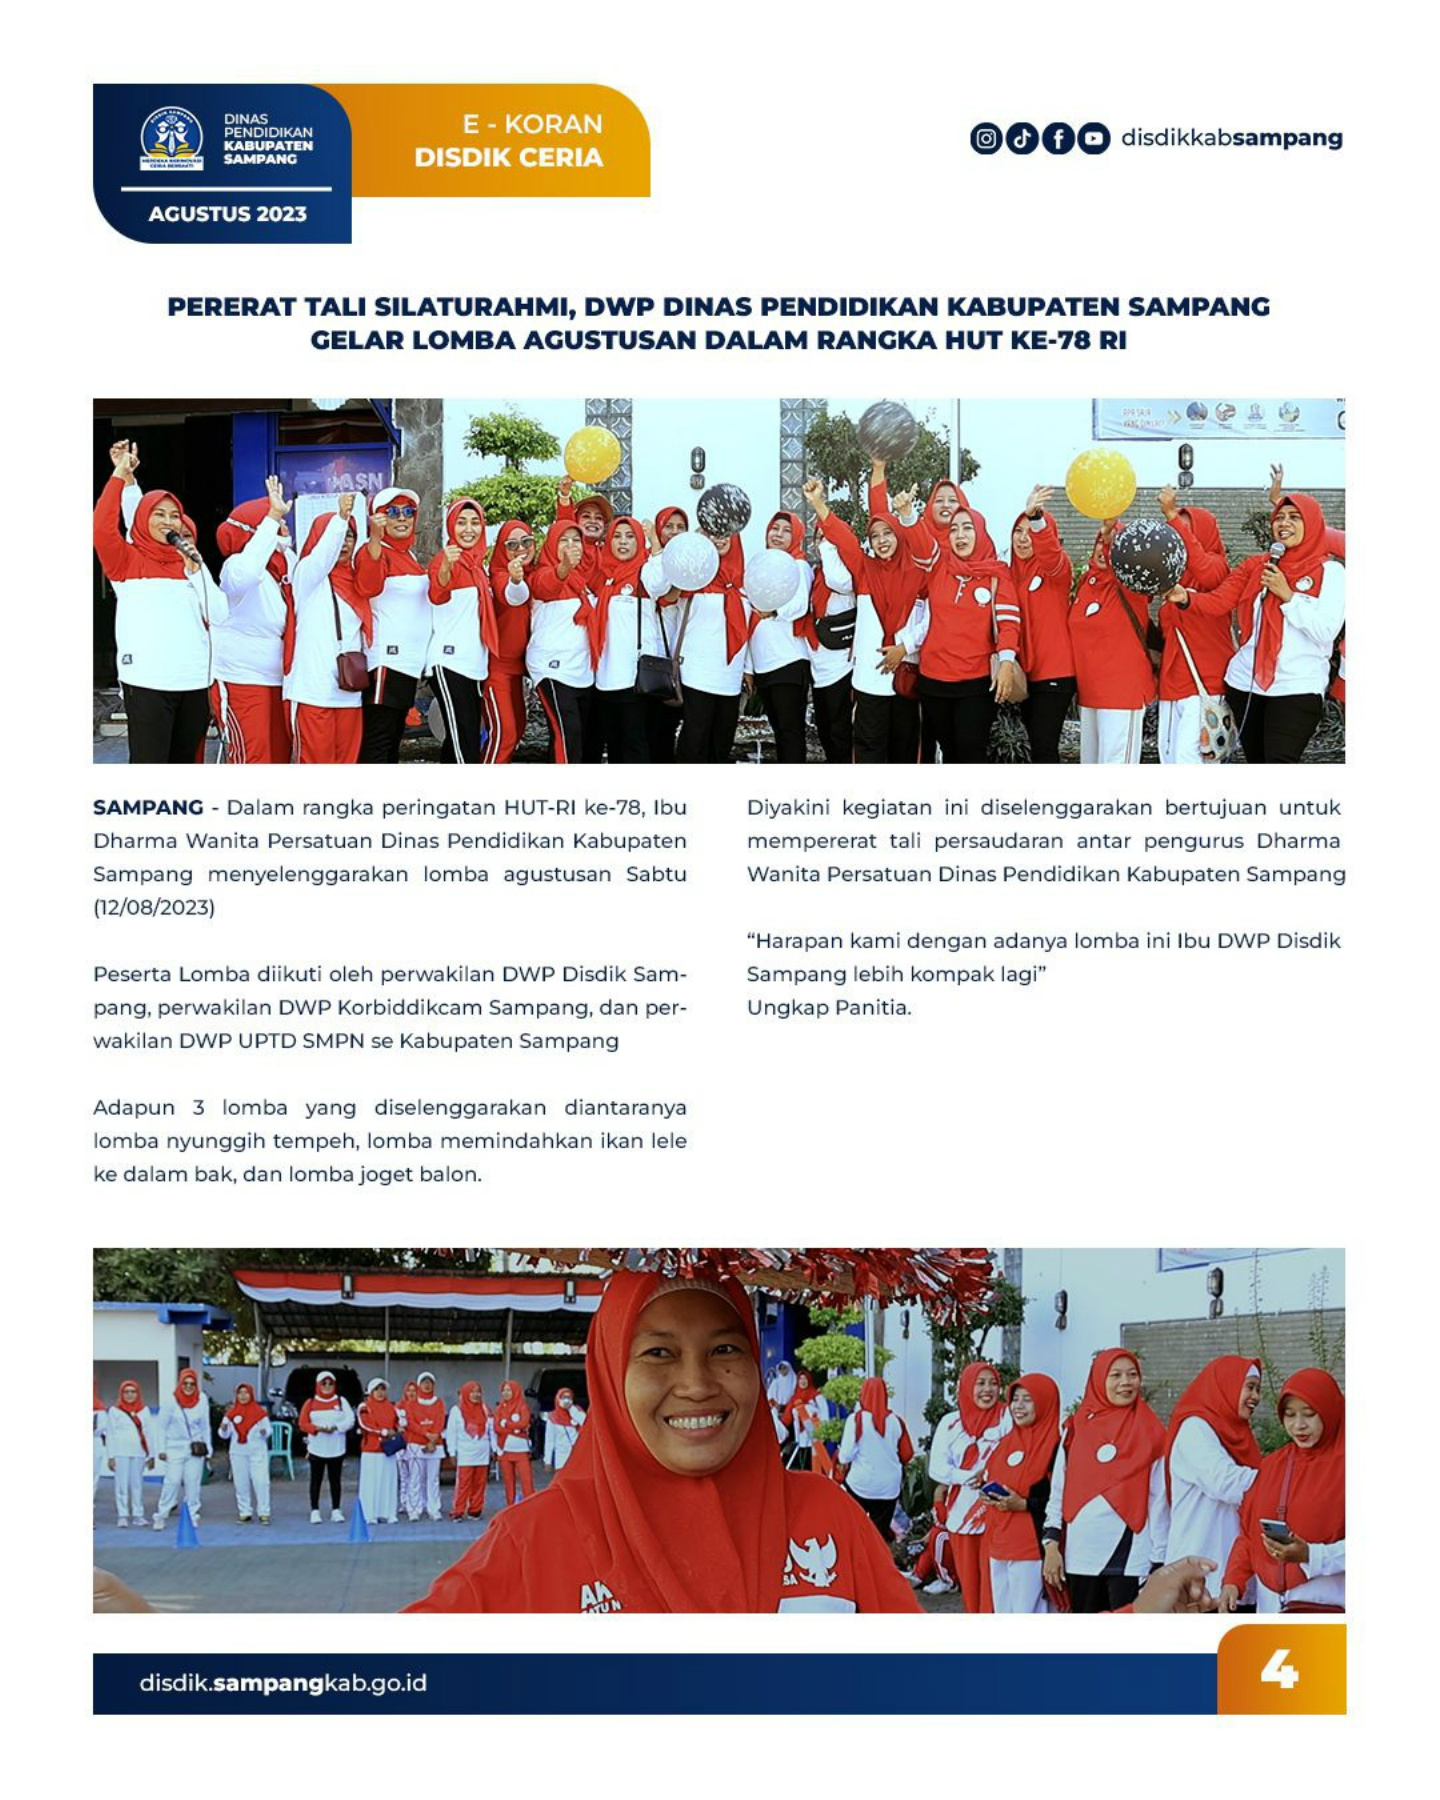 DINAS
PENDIDIKAN
KABUPATEN
SAMPANG
AGUSTUS 2023
E - KORAN
DISDIK CERIA
disdikkabsampang
PERERAT TALI SILATURAHMI, DWP DINAS PENDIDIKAN KABUPATEN SAMPANG
GELAR LOMBA AGUSTUSAN DALAM RANGKA HUT KE-78 RI
ASN
SAMPANG - Dalam rangka peringatan HUT-RI ke-78, Ibu
Dharma Wanita Persatuan Dinas Pendidikan Kabupaten
Sampang menyelenggarakan lomba agustusan Sabtu
(12/08/2023)
Peserta Lomba diikuti oleh perwakilan DWP Disdik Sam-
pang, perwakilan DWP Korbiddikcam Sampang, dan per-
wakilan DWP UPTD SMPN se Kabupaten Sampang
Adapun 3 lomba yang diselenggarakan diantaranya
lomba nyunggih tempeh, lomba memindahkan ikan lele
ke dalam bak, dan lomba joget balon.
Diyakini kegiatan ini diselenggarakan bertujuan untuk
mempererat tali persaudaran antar pengurus Dharma
Wanita Persatuan Dinas Pendidikan Kabupaten Sampang
“Harapan kami dengan adanya lomba ini Ibu DWP Disdik
Sampang lebih kompak lagi”
Ungkap Panitia.
disdik.sampangkab.go.id
4